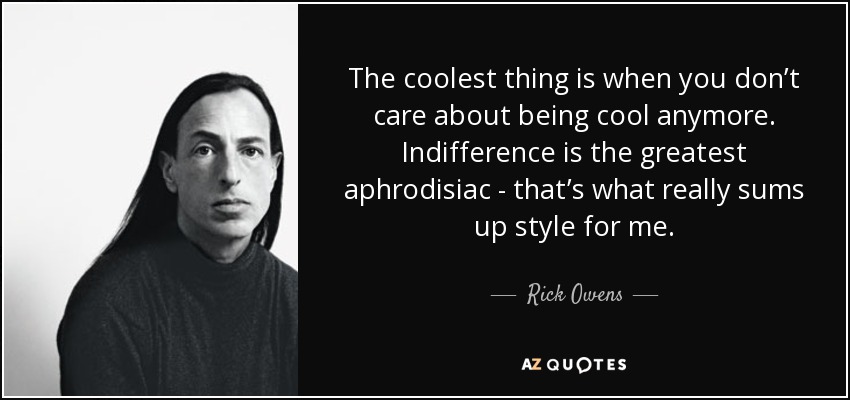 The coolest thing is when you don’t
care about being cool anymore.
Indifference is the greatest
aphrodisiac - that’s what really sums
up style for me.
Rick Owens
AZ QUOTES